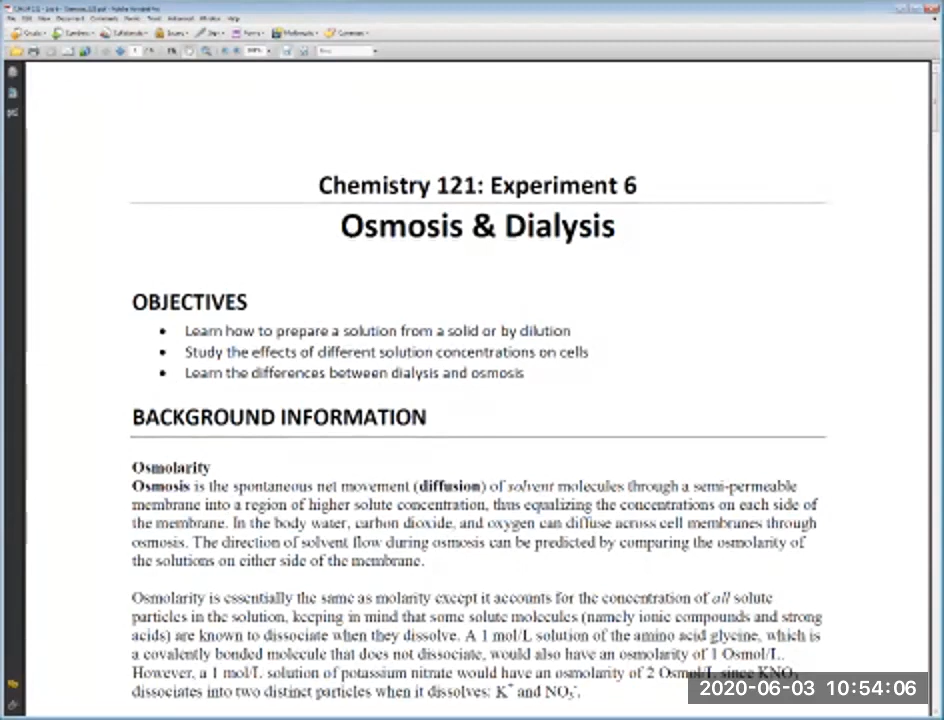 Chemistry 121: Experiment 6
Osmosis & Dialysis
OBJECTIVES
• Learn how to prepare a solution from a solid or by dilution
• Study the effects of different solution concentrations on cells
• Learn the differences between dialysis and osmosis
BACKGROUND INFORMATION
Osmolarity
Osmosis is the spontaneous net movement (diffusion) of solvent molecules through a semi-permeable
membrane into a region of higher solute concentration, thus equalizing the concentrations on each side of
the membrane. In the body water, carbon dioxide, and oxygen can diffuse across cell membranes through
osmosis. The direction of solvent flow during osmosis can be predicted by comparing the osmolarity of
the solutions on either side of the membrane.
Osmolarity is essentially the same as molarity except it accounts for the concentration of all solute
particles in the solution, keeping in mind that some solute molecules (namely ionic compounds and strong
acids) are known to dissociate when they dissolve. A 1 mol/L solution of the amino acid glycine, which is
a covalently bonded molecule that does not dissociate, would also have an osmolarity of 1 Osmol/L.
However, a 1 mol/L solution of potassium nitrate would have an osmolarity of 2 Osmol/L since KNO₃
dissociates into two distinct particles when it dissolves: K⁺ and NO₃⁻.
2020-06-03 10:54:06